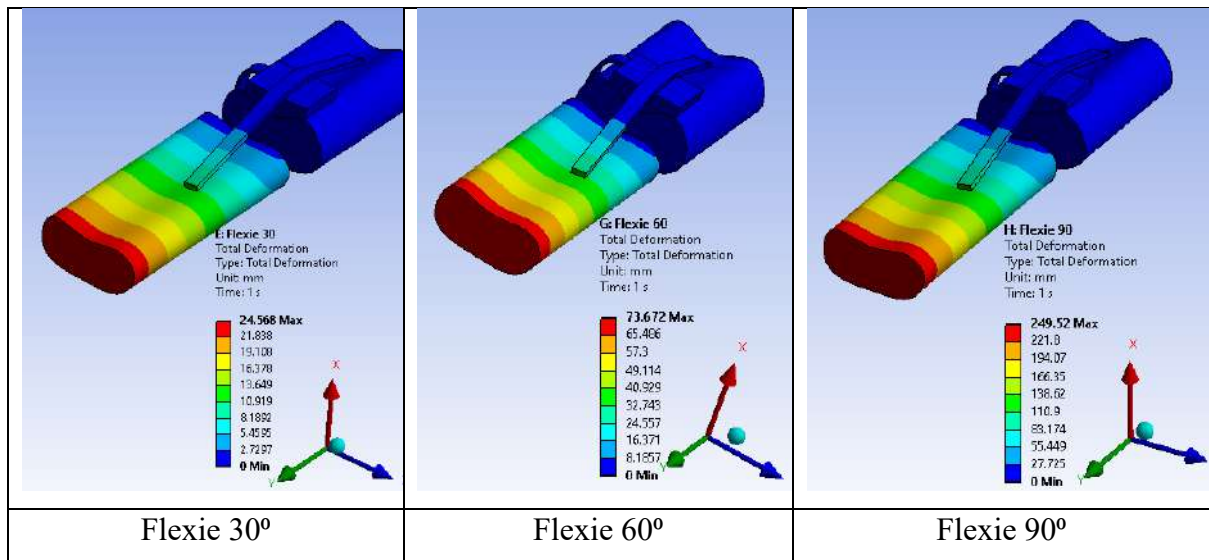 E: Flexie 30
Total Deformation
Type: Total Deformation
Unit: mm
Time: 1 s
24.568 Max
21.838
19.108
16.378
13.649
10.919
8.1892
5.4595
2.7297
0 Min
X
Y
Flexie 30º
G: Flexie 60
Total Deformation
Type: Total Deformation
Unit: mm
Time: 1 s
73.672 Max
65.486
57.3
49.114
40.929
32.743
24.557
16.371
8.1857
0 Min
X
Y
Flexie 60º
H: Flexie 90
Total Deformation
Type: Total Deformation
Unit: mm
Time: 1 s
249.52 Max
221.8
194.07
166.35
138.62
110.9
83.174
55.449
27.725
0 Min
X
Y
Flexie 90º